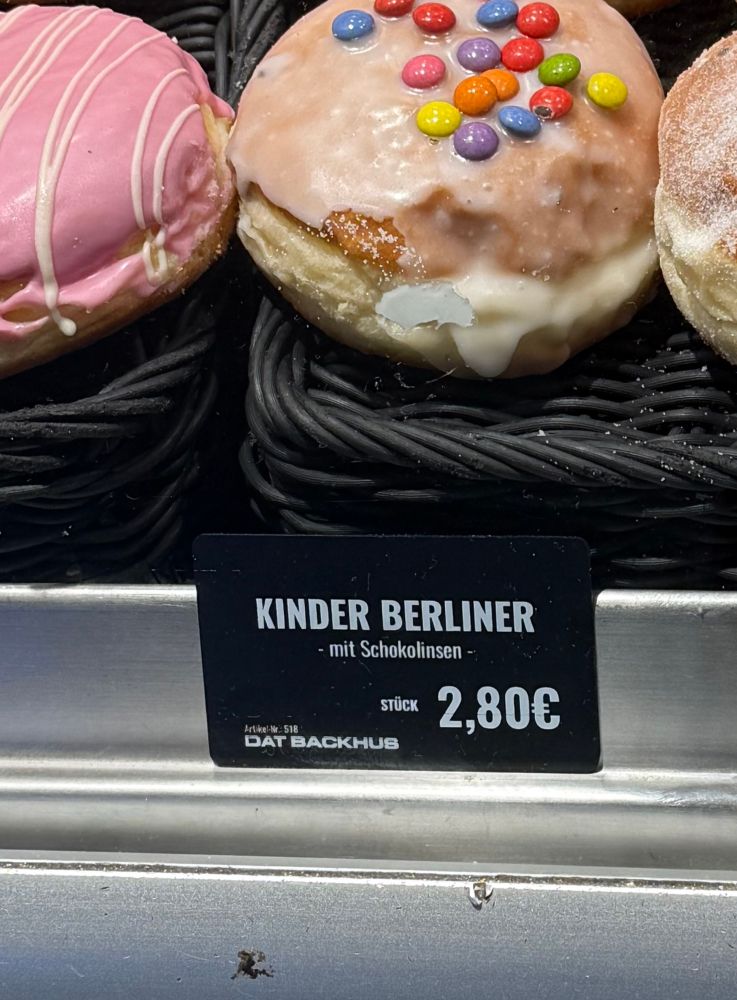 KINDER BERLINER
- mit Schokolinsen -
STÜCK 2,80€
Artikel-Nr.: 518
DAT BACKHUS